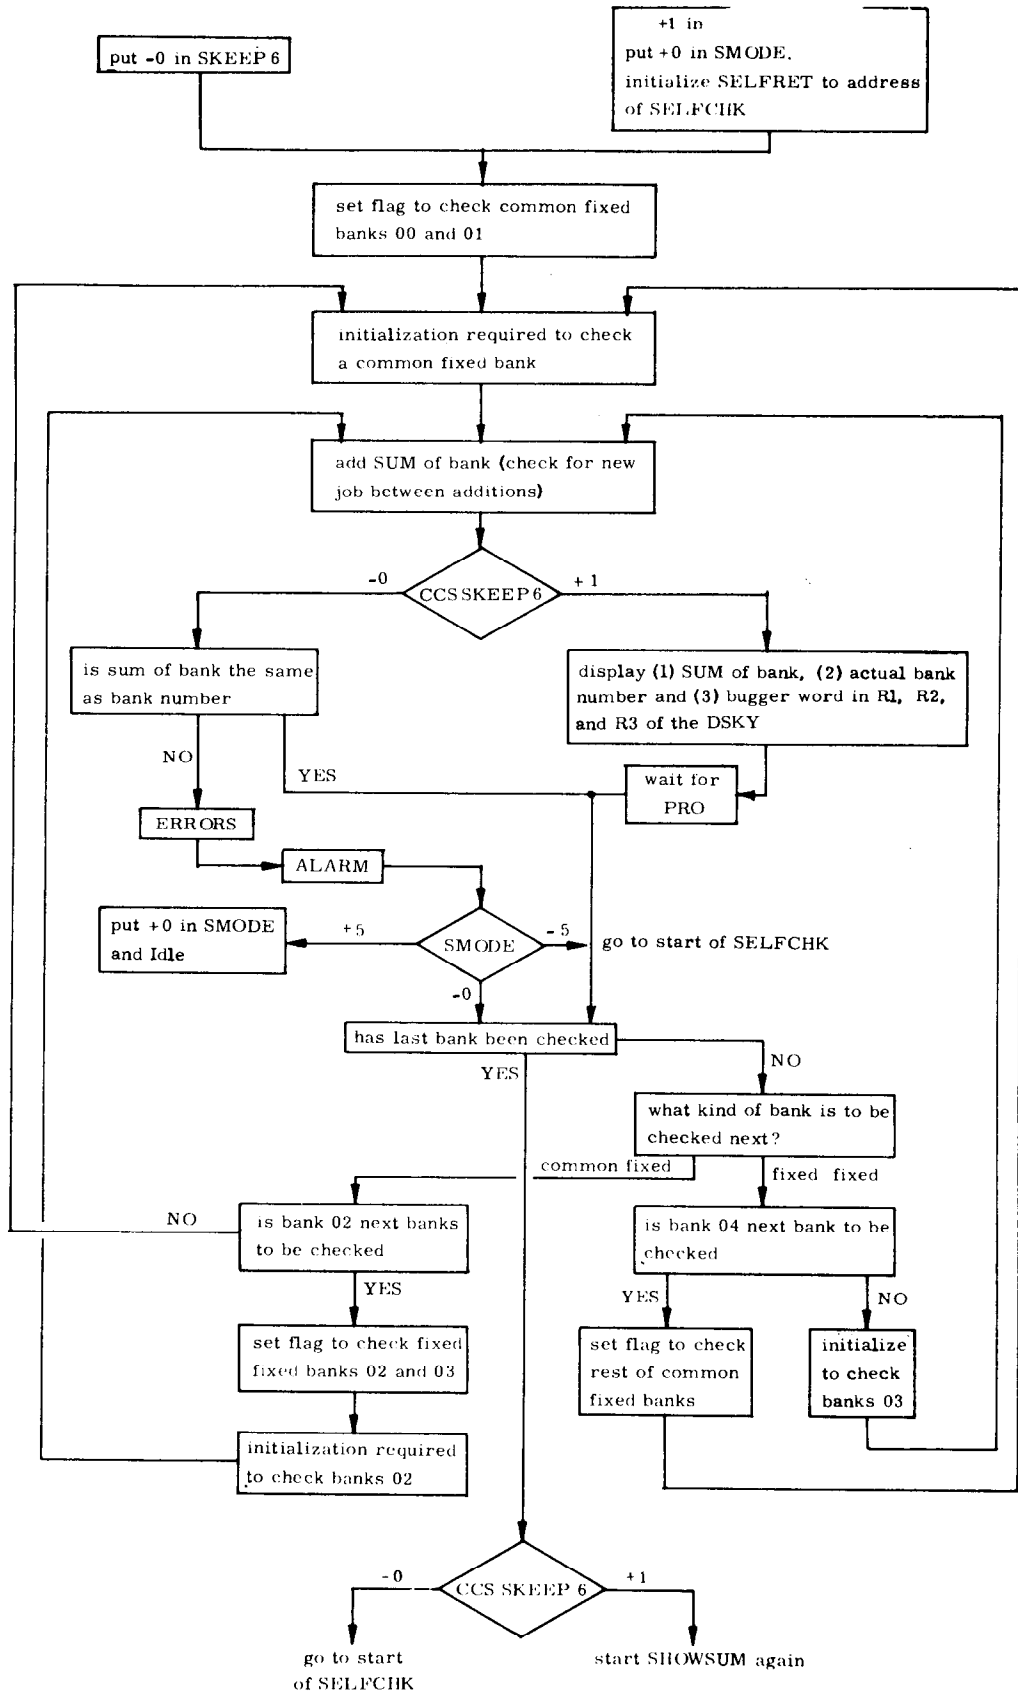 put -0 in SKEEP 6
+1 in
put +0 in SMODE.
initialize SELFRET to address
of SELFCHK
set flag to check common fixed
banks 00 and 01
initialization required to check
a common fixed bank
add SUM of bank (check for new
job between additions)
-0
CCS SKEEP 6
+ 1
is sum of bank the same
as bank number
display (1) SUM of bank, (2) actual bank
number and (3) bugger word in R1, R2,
and R3 of the DSKY
NO
YES
wait for
PRO
ERRORS
ALARM
put +0 in SMODE
and Idle
+5
SMODE
- 5
go to start of SELFCHK
-0
has last bank been checked
YES
NO
what kind of bank is to be
checked next?
common fixed
fixed fixed
NO
is bank 02 next banks
to be checked
is bank 04 next bank to be
checked
YES
YES
NO
set flag to check fixed
fixed banks 02 and 03
set flag to check
rest of common
fixed banks
initialize
to check
banks 03
initialization required
to check banks 02
-0
CCS SKEEP 6
+1
go to start
of SELFCHK
start SHOWSUM again